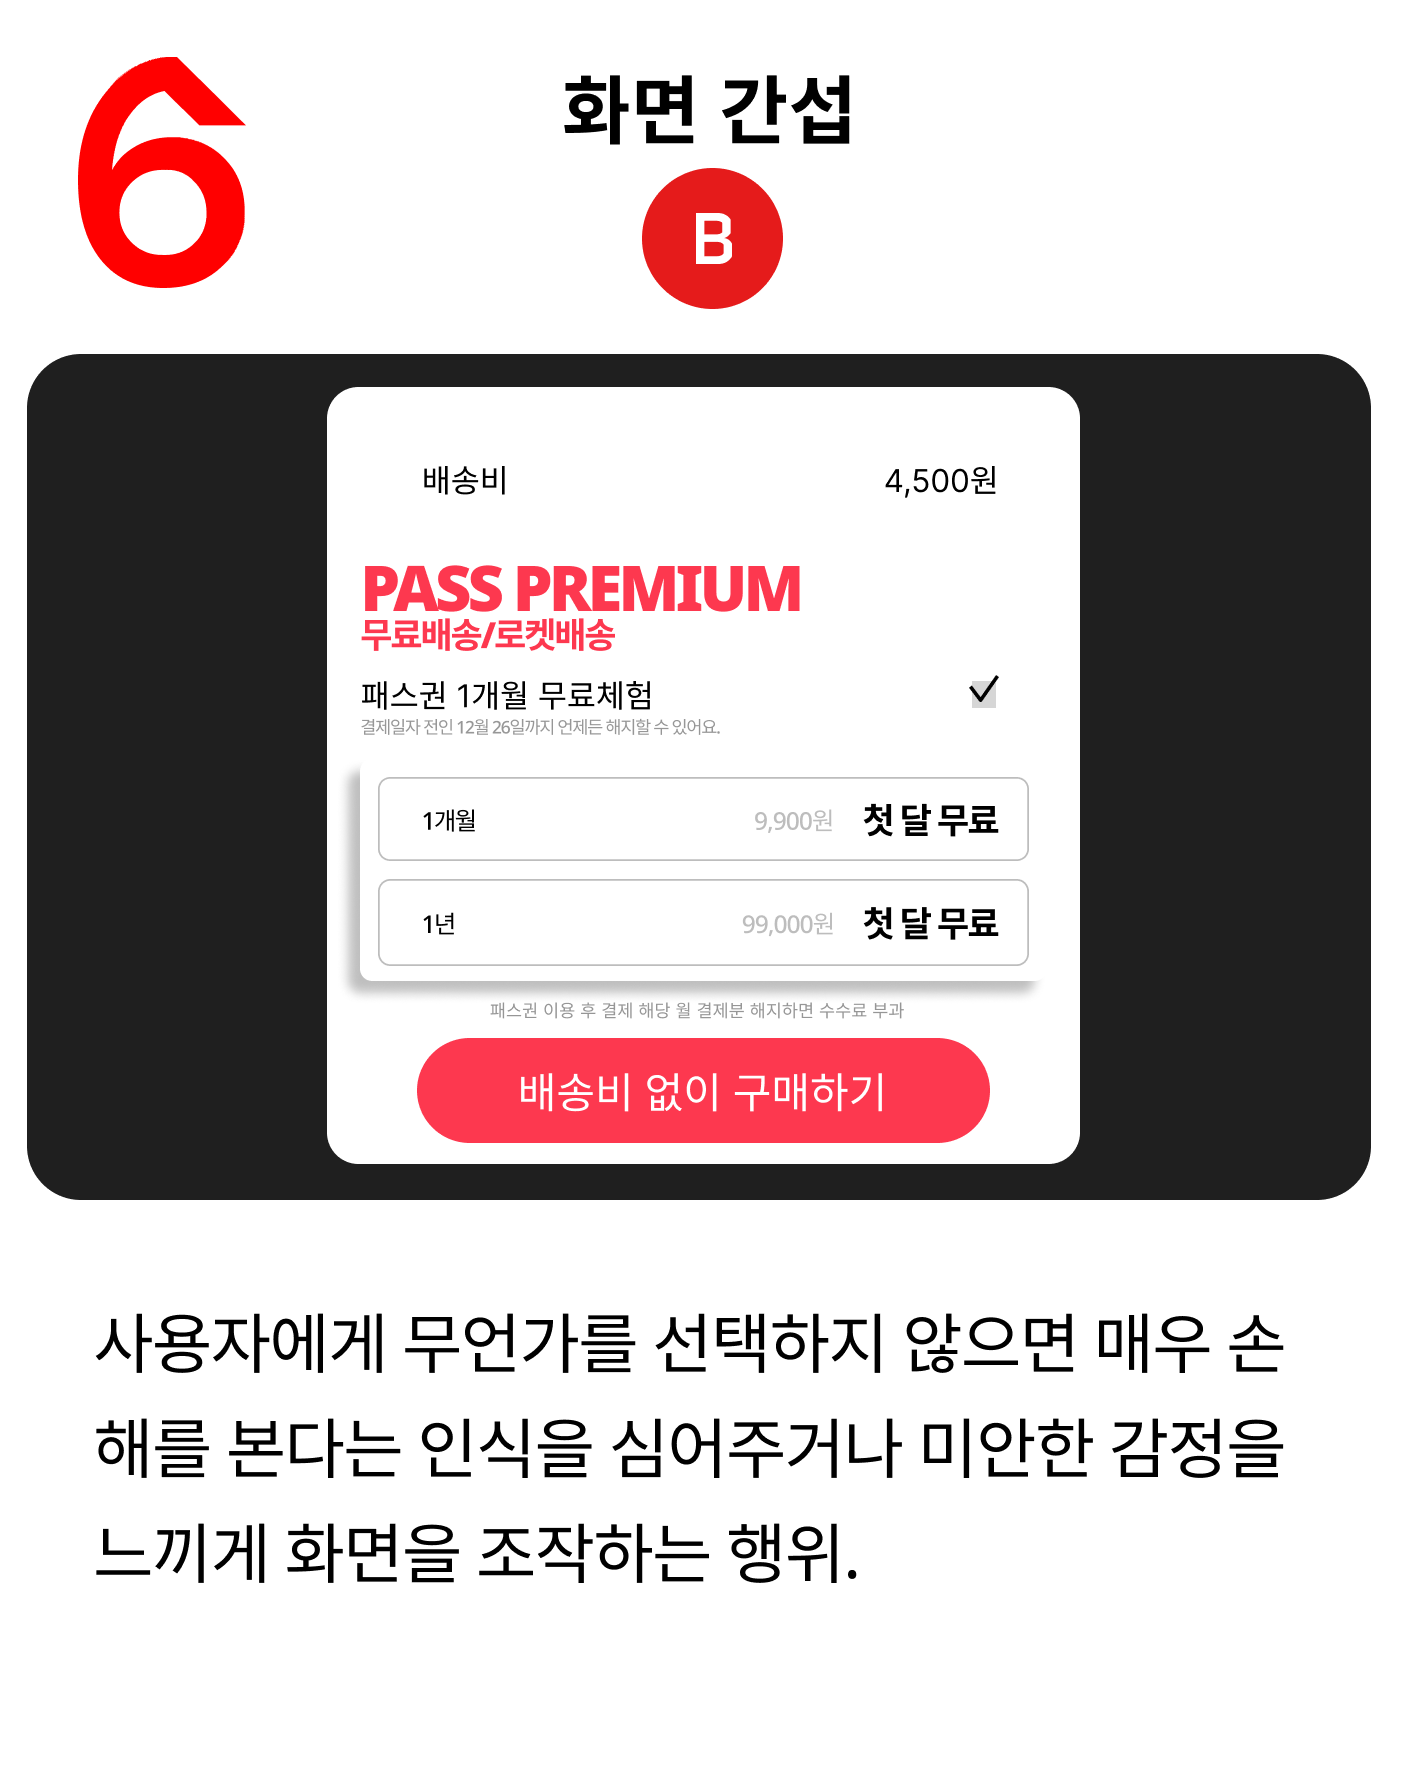 6
화면 간섭
B
배송비 4,500원
PASS PREMIUM
무료배송/로켓배송
패스권 1개월 무료체험
결제일자 전인 12월 26일까지 언제든 해지할 수 있어요.
1개월 9,900원 첫 달 무료
1년 99,000원 첫 달 무료
패스권 이용 후 결제 해당 월 결제분 해지하면 수수료 부과
배송비 없이 구매하기
사용자에게 무언가를 선택하지 않으면 매우 손
해를 본다는 인식을 심어주거나 미안한 감정을
느끼게 화면을 조작하는 행위.